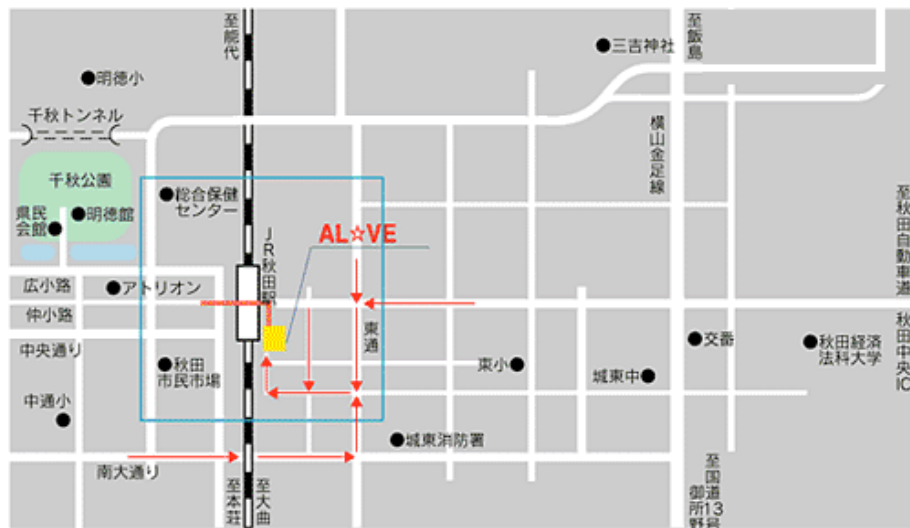 至能代
至飯島
三吉神社
明徳小
千秋トンネル
横山金足線
千秋公園
総合保健
センター
県民
会館
明徳館
JR秋田駅
AL☆VE
至秋田自動車道
秋田中央IC
広小路
アトリオン
仲小路
東通
中央通り
交番
秋田経済
法科大学
秋田
市民市場
東小
城東中
中通小
城東消防署
南大通り
至本荘
至大曲
至国道13号
御所野